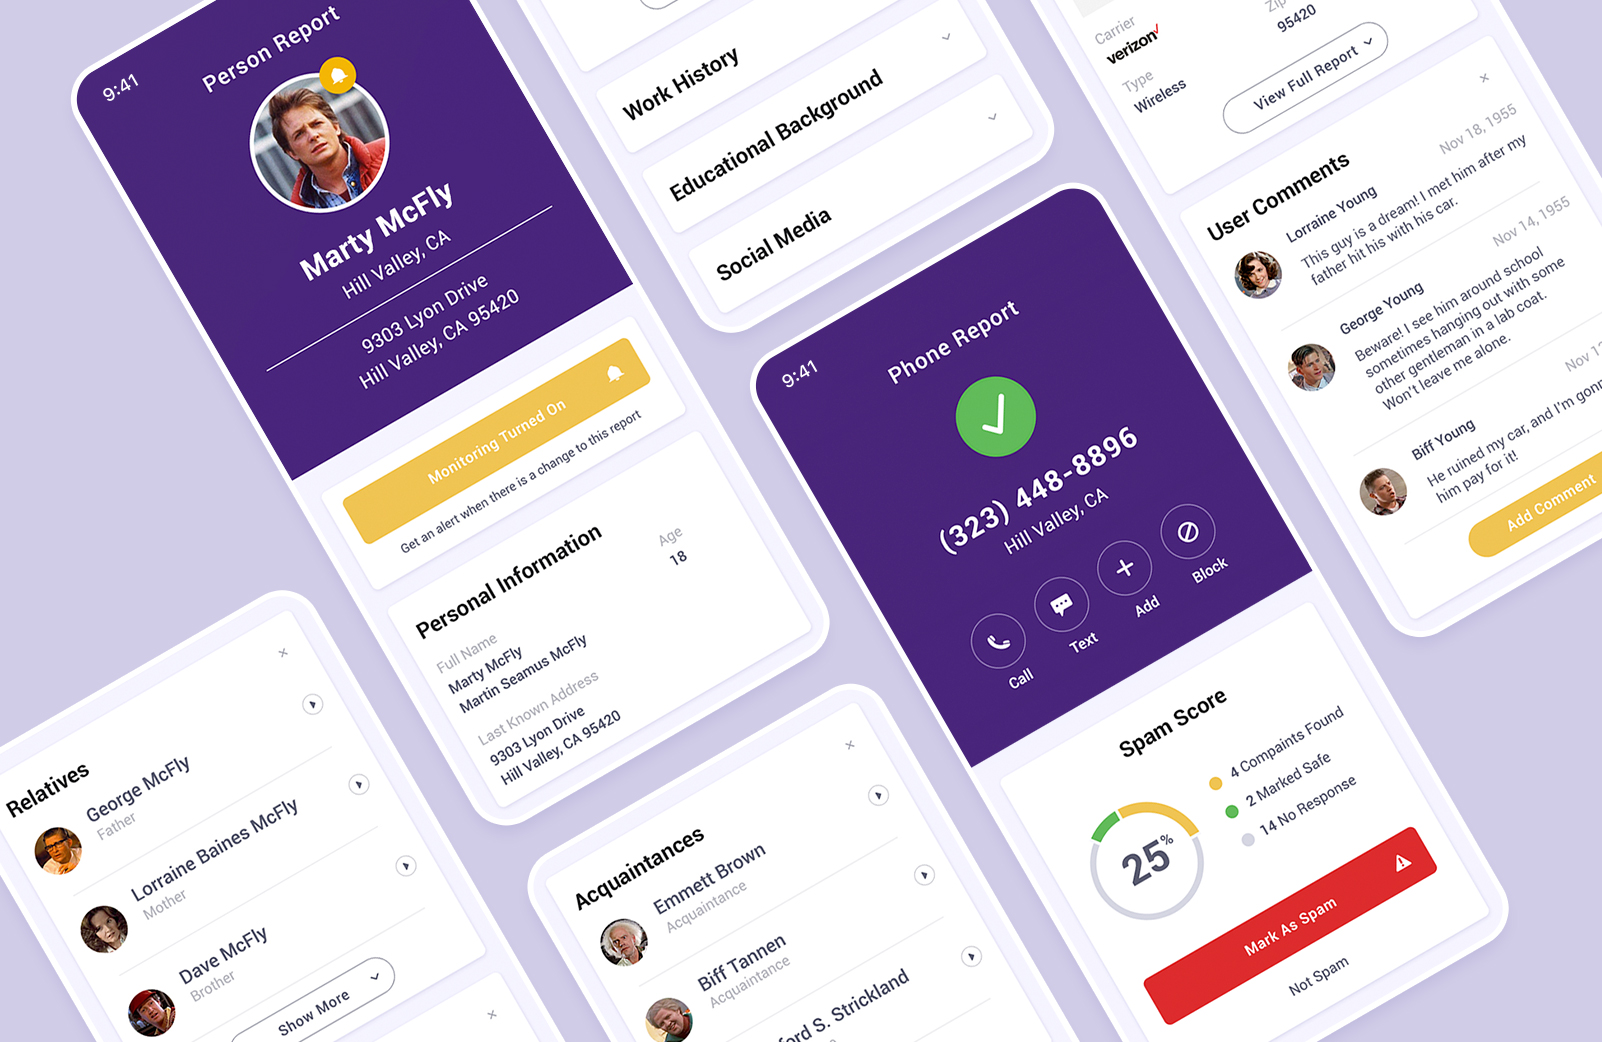 9:41
Person Report
Marty McFly
Hill Valley, CA
9303 Lyon Drive
Hill Valley, CA 95420
Monitoring Turned On
Get an alert when there is a change to this report
Personal Information
Full Name
Marty McFly
Martin Seamus McFly
Age
18
Last Known Address
9303 Lyon Drive
Hill Valley, CA 95420
Work History
Educational Background
Social Media
Carrier
verizon
Zip
95420
Type
Wireless
View Full Report
User Comments
Lorraine Young
Nov 18, 1955
This guy is a dream! I met him after my
father hit his with his car.
George Young
Nov 14, 1955
Beware! I see him around school
sometimes hanging out with some
other gentleman in a lab coat.
Won't leave me alone.
Biff Young
Nov
He ruined my car, and I'm
him pay for it!
Add Comment
9:41
Phone Report
(323) 448-8896
Hill Valley, CA
Call
Text
Add
Block
Spam Score
25%
4 Compaints Found
2 Marked Safe
14 No Response
Mark As Spam
Not Spam
Relatives
George McFly
Father
Lorraine Baines McFly
Mother
Dave McFly
Brother
Show More
Acquaintances
Emmett Brown
Acquaintance
Biff Tannen
Acquaintance
S. Strickland